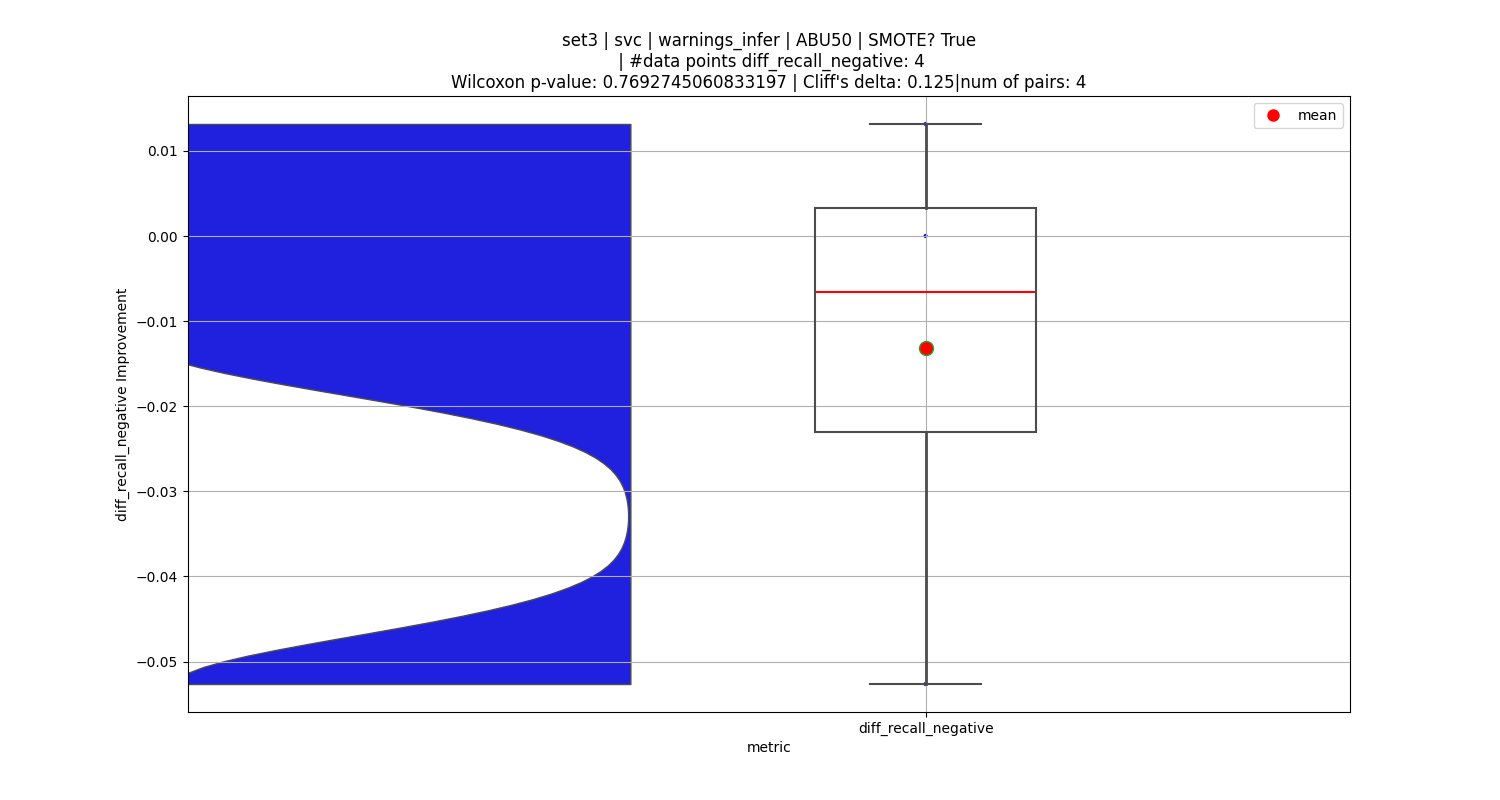 set3 | svc | warnings_infer | ABU50 | SMOTE? True
| #data points diff_recall_negative: 4
Wilcoxon p-value: 0.7692745060833197 | Cliff's delta: 0.125|num of pairs: 4
mean
0.01
0.00
−0.01
−0.02
−0.03
−0.04
−0.05
diff_recall_negative Improvement
diff_recall_negative
metric